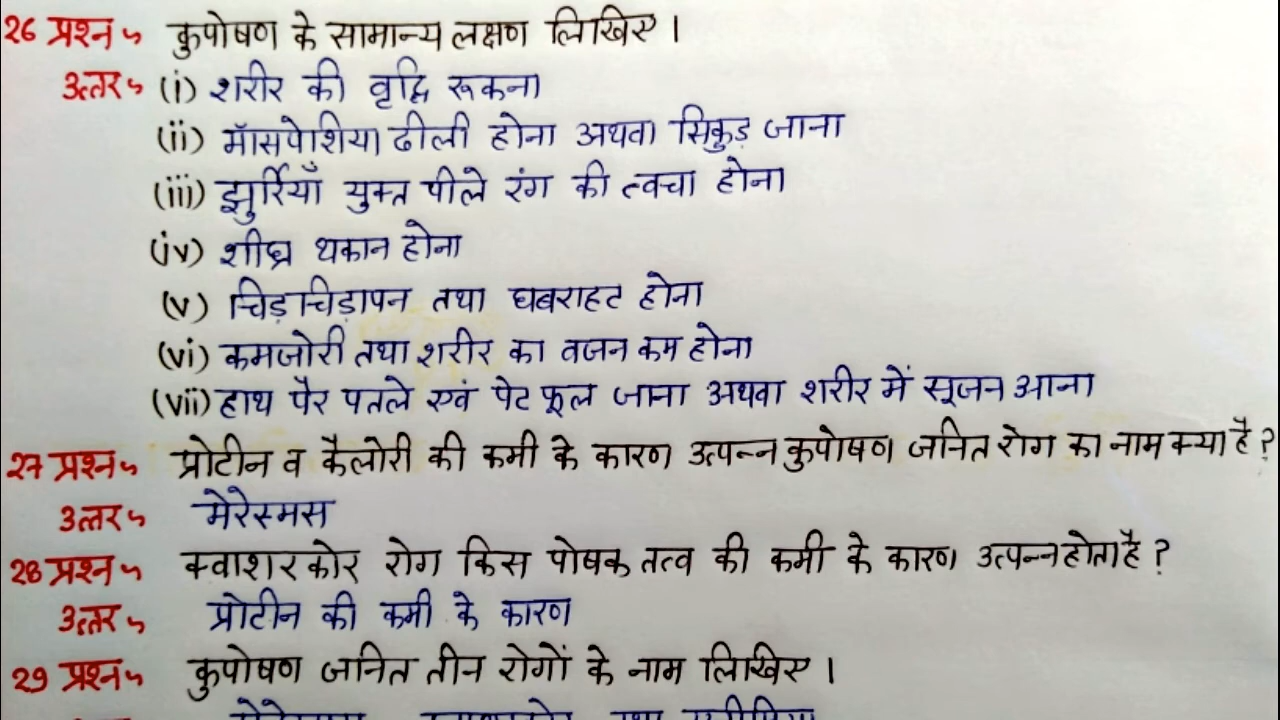 26 प्रश्न↳ कुपोषण के सामान्य लक्षण लिखिए ।
उत्तर↳ (i) शरीर की वृद्धि रूकना
(ii) मॉसपेशिया ढीली होना अथवा सिकुड़ जाना
(iii) झुर्रियाँ युक्त पीले रंग की त्वचा होना
(iv) शीघ्र थकान होना
(v) चिड़चिड़ापन तथा घबराहट होना
(vi) कमजोरी तथा शरीर का वजन कम होना
(vii) हाथ पैर पतले एवं पेट फूल जाना अथवा शरीर में सूजन आना
27 प्रश्न↳ प्रोटीन व कैलोरी की कमी के कारण उत्पन्न कुपोषण जनित रोग का नाम क्या है ?
उत्तर↳ मेरेस्मस
28 प्रश्न↳ क्वाशरकोर रोग किस पोषक तत्व की कमी के कारण उत्पन्न होता है ?
उत्तर↳ प्रोटीन की कमी के कारण
29 प्रश्न↳ कुपोषण जनित तीन रोगों के नाम लिखिए ।